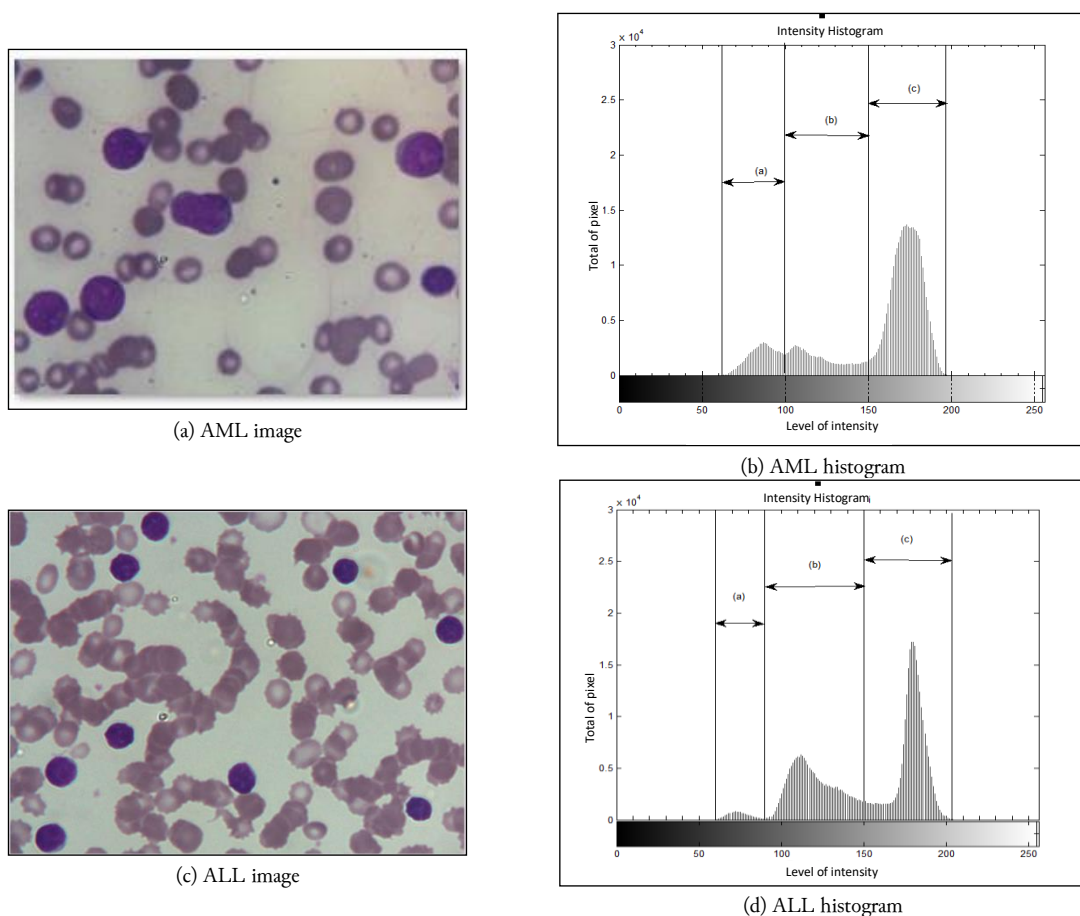 (a) AML image
Intensity Histogram
× 10⁴
3
2.5
2
1.5
1
0.5
0
Total of pixel
(a)
(b)
(c)
0 50 100 150 200 250
Level of intensity
(b) AML histogram
(c) ALL image
Intensity Histogram
× 10⁴
3
2.5
2
1.5
1
0.5
0
Total of pixel
(a)
(b)
(c)
0 50 100 150 200 250
Level of intensity
(d) ALL histogram